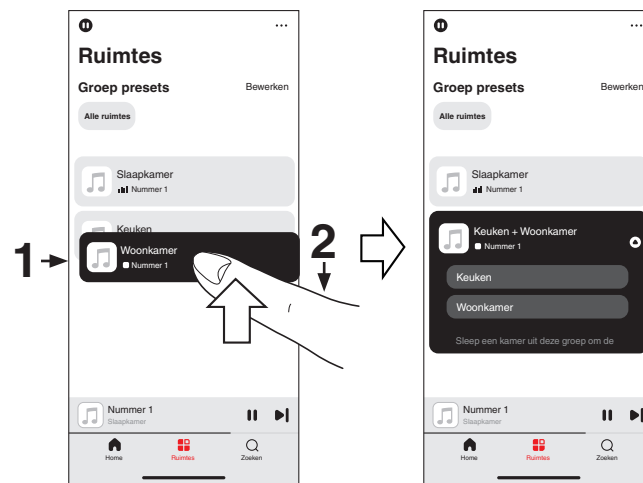 Ruimtes
Groep presets Bewerken
Alle ruimtes
Slaapkamer
Nummer 1
Keuken
Woonkamer
Nummer 1
Nummer 1
Slaapkamer
Home Ruimtes Zoeken
1
2
Ruimtes
Groep presets Bewerken
Alle ruimtes
Slaapkamer
Nummer 1
Keuken + Woonkamer
Nummer 1
Keuken
Woonkamer
Sleep een kamer uit deze groep om de
Nummer 1
Slaapkamer
Home Ruimtes Zoeken